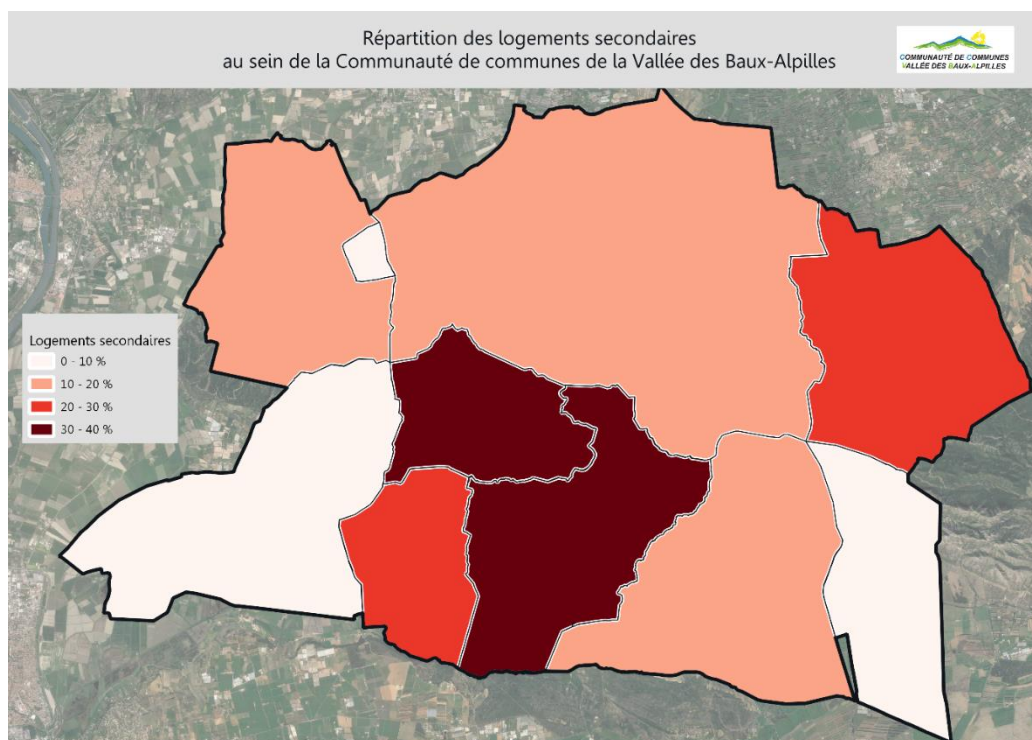 Répartition des logements secondaires
au sein de la Communauté de communes de la Vallée des Baux-Alpilles
COMMUNAUTÉ DE COMMUNES
VALLÉE DES BAUX-ALPILLES
Logements secondaires
0 - 10 %
10 - 20 %
20 - 30 %
30 - 40 %